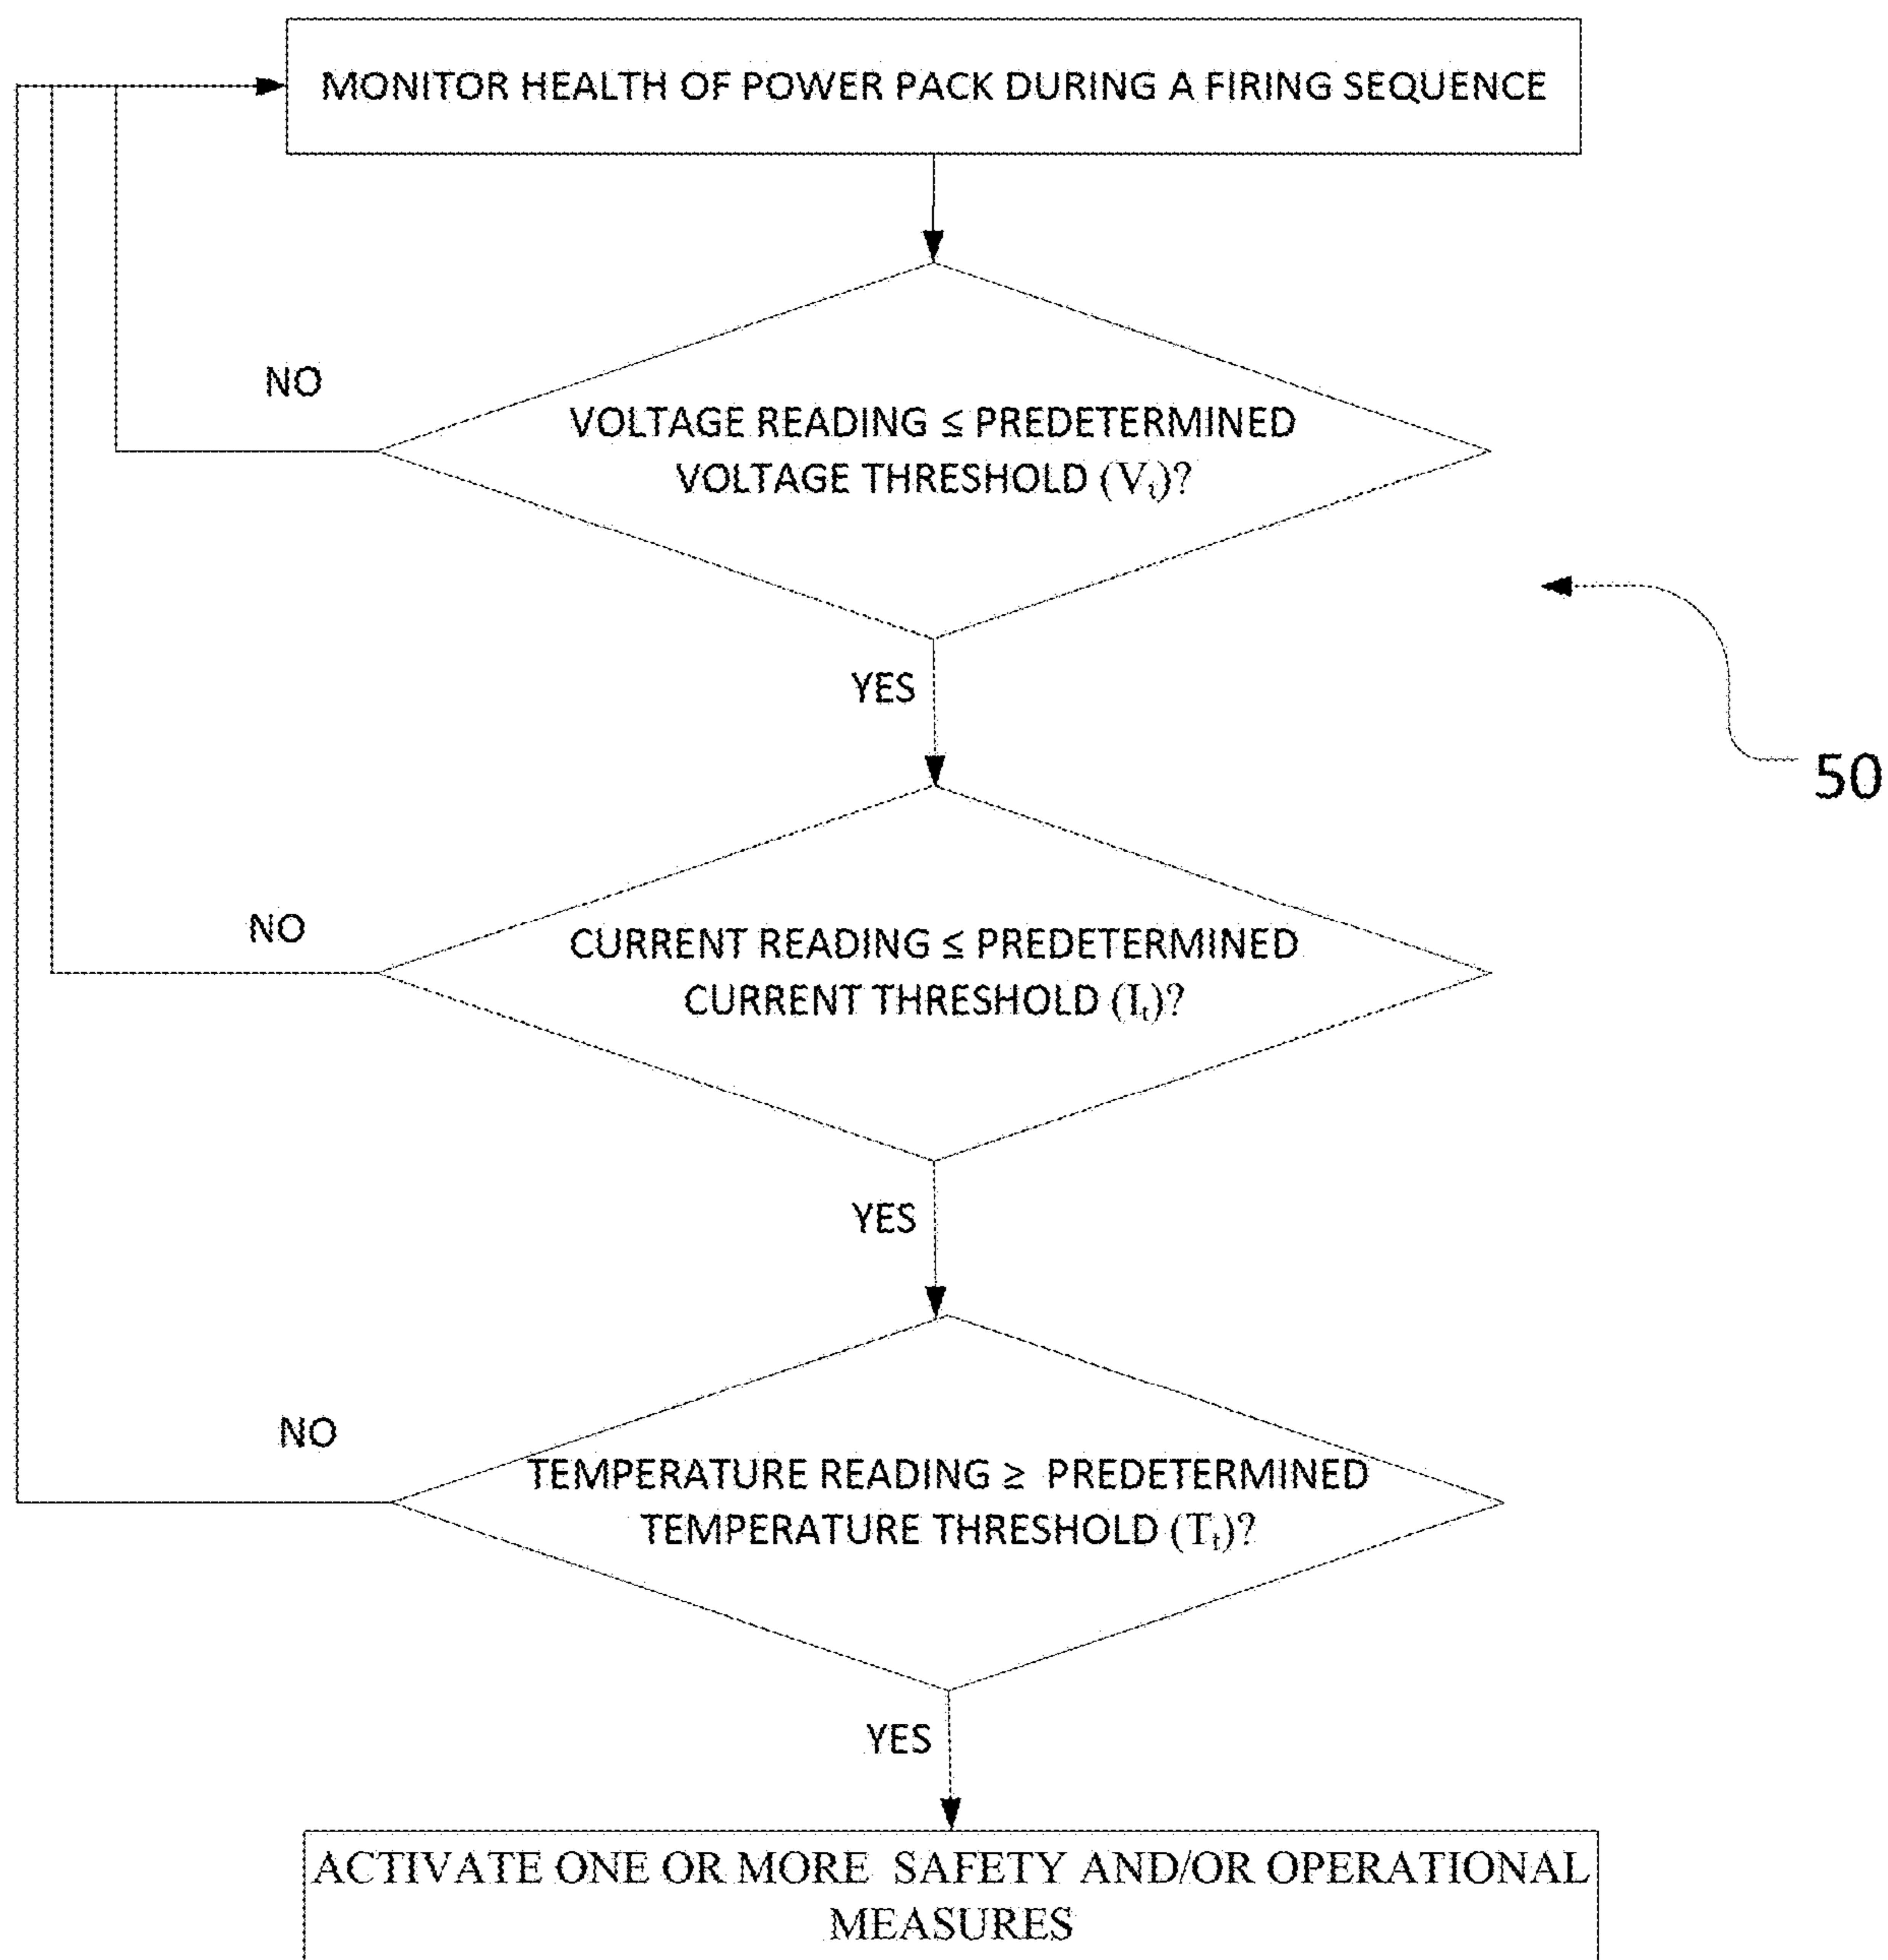 MONITOR HEALTH OF POWER PACK DURING A FIRING SEQUENCE
NO
VOLTAGE READING ≤ PREDETERMINED
VOLTAGE THRESHOLD (Vₜ)?
YES
50
NO
CURRENT READING ≤ PREDETERMINED
CURRENT THRESHOLD (Iₜ)?
YES
NO
TEMPERATURE READING ≥ PREDETERMINED
TEMPERATURE THRESHOLD (Tₜ)?
YES
ACTIVATE ONE OR MORE SAFETY AND/OR OPERATIONAL
MEASURES